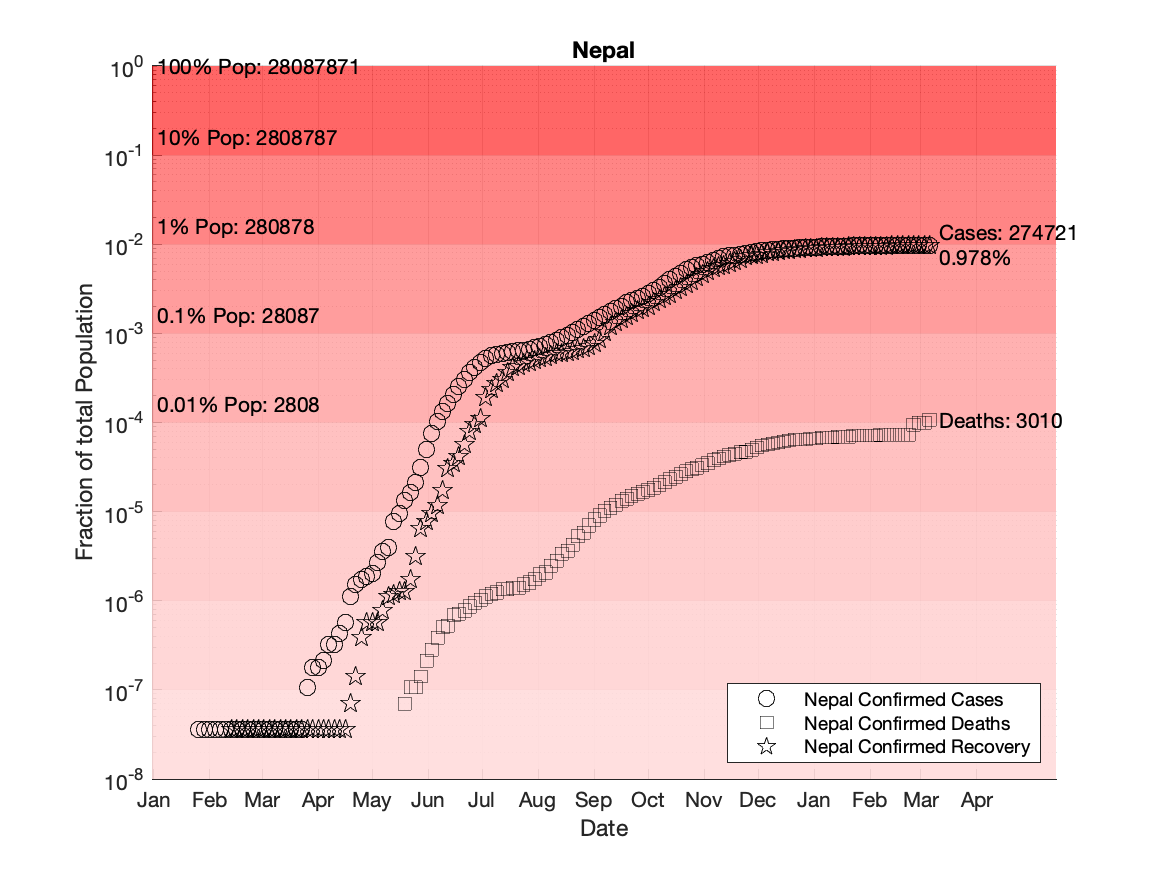 Nepal
10^0
100% Pop: 28087871
10% Pop: 2808787
10^-1
1% Pop: 280878
10^-2
Cases: 274721
0.978%
0.1% Pop: 28087
10^-3
0.01% Pop: 2808
10^-4
Deaths: 3010
10^-5
10^-6
10^-7
10^-8
Fraction of total Population
Nepal Confirmed Cases
Nepal Confirmed Deaths
Nepal Confirmed Recovery
Jan Feb Mar Apr May Jun Jul Aug Sep Oct Nov Dec Jan Feb Mar Apr
Date